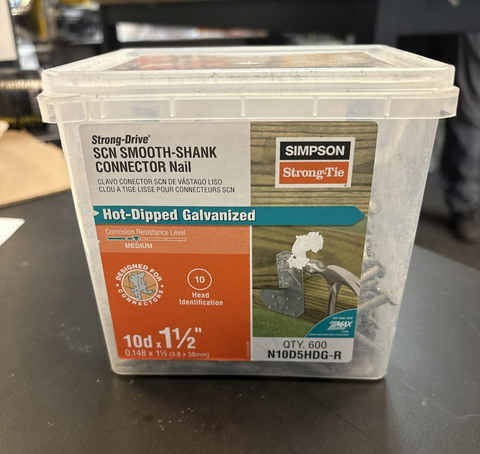 Strong-Drive®
SCN SMOOTH-SHANK
CONNECTOR Nail
CLAVO CONECTOR SCN DE VÁSTAGO LISO
CLOU À TIGE LISSE POUR CONNECTEURS SCN
SIMPSON
Strong-Tie
Hot-Dipped Galvanized
Corrosion Resistance Level
MEDIUM
DESIGNED FOR
CONNECTORS
10
Head
Identification
10d x 1½"
0.148 x 1½ (3.8 x 38mm)
ZMAX
QTY. 600
N10D5HDG-R